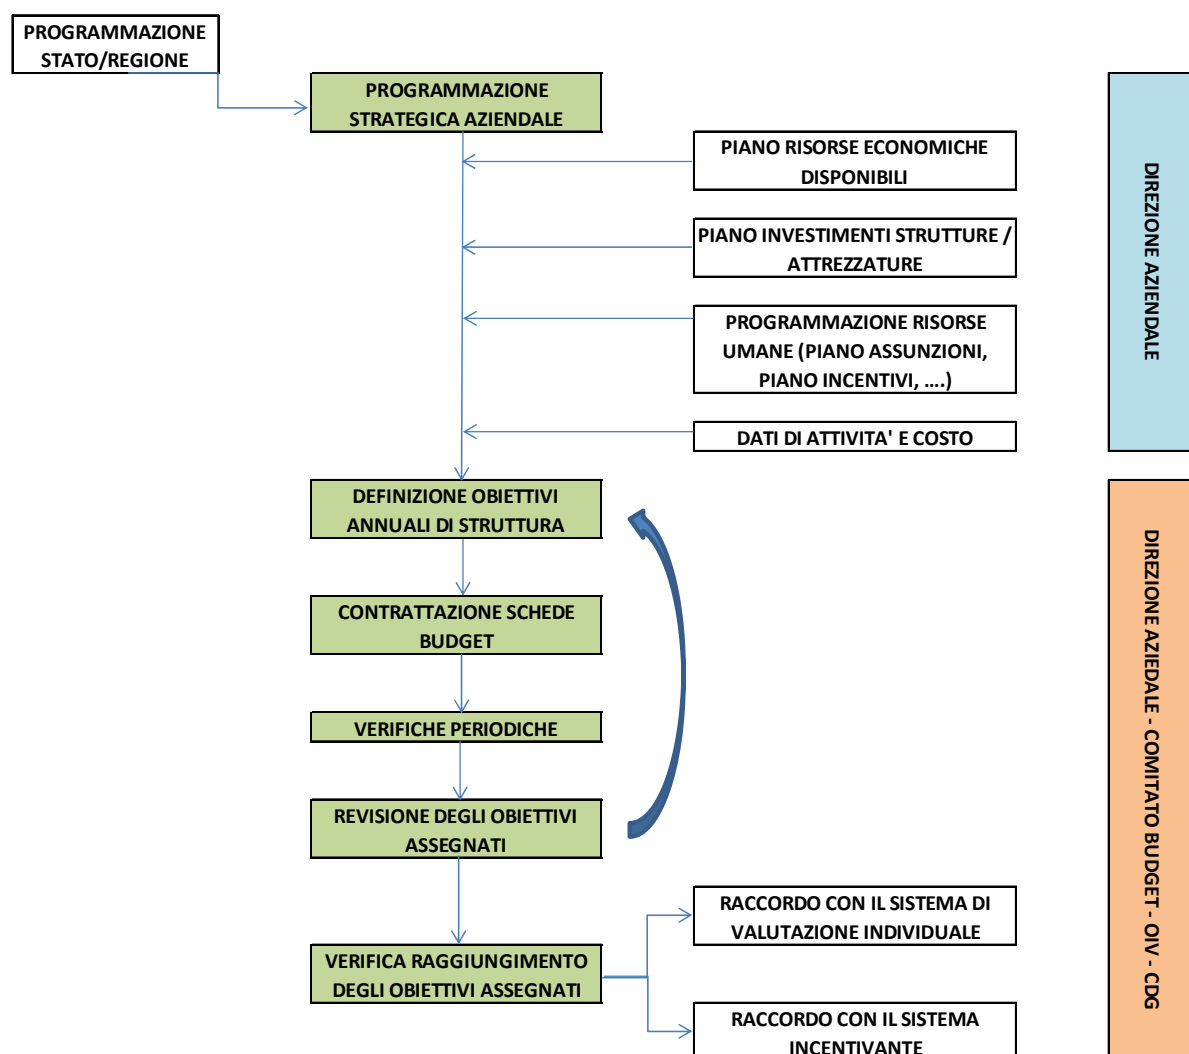 PROGRAMMAZIONE
STATO/REGIONE
PROGRAMMAZIONE
STRATEGICA AZIENDALE
PIANO RISORSE ECONOMICHE
DISPONIBILI
PIANO INVESTIMENTI STRUTTURE /
ATTREZZATURE
PROGRAMMAZIONE RISORSE
UMANE (PIANO ASSUNZIONI,
PIANO INCENTIVI, ....)
DATI DI ATTIVITA' E COSTO
DIREZIONE AZIENDALE
DEFINIZIONE OBIETTIVI
ANNUALI DI STRUTTURA
CONTRATTAZIONE SCHEDE
BUDGET
VERIFICHE PERIODICHE
REVISIONE DEGLI OBIETTIVI
ASSEGNATI
VERIFICA RAGGIUNGIMENTO
DEGLI OBIETTIVI ASSEGNATI
RACCORDO CON IL SISTEMA DI
VALUTAZIONE INDIVIDUALE
RACCORDO CON IL SISTEMA
INCENTIVANTE
DIREZIONE AZIEDALE - COMITATO BUDGET - OIV - CDG